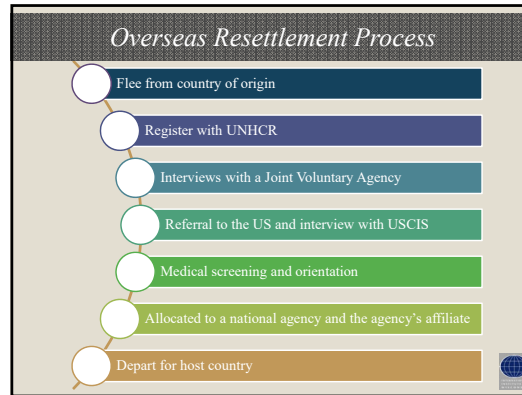 Overseas Resettlement Process
Flee from country of origin
Register with UNHCR
Interviews with a Joint Voluntary Agency
Referral to the US and interview with USCIS
Medical screening and orientation
Allocated to a national agency and the agency's affiliate
Depart for host country